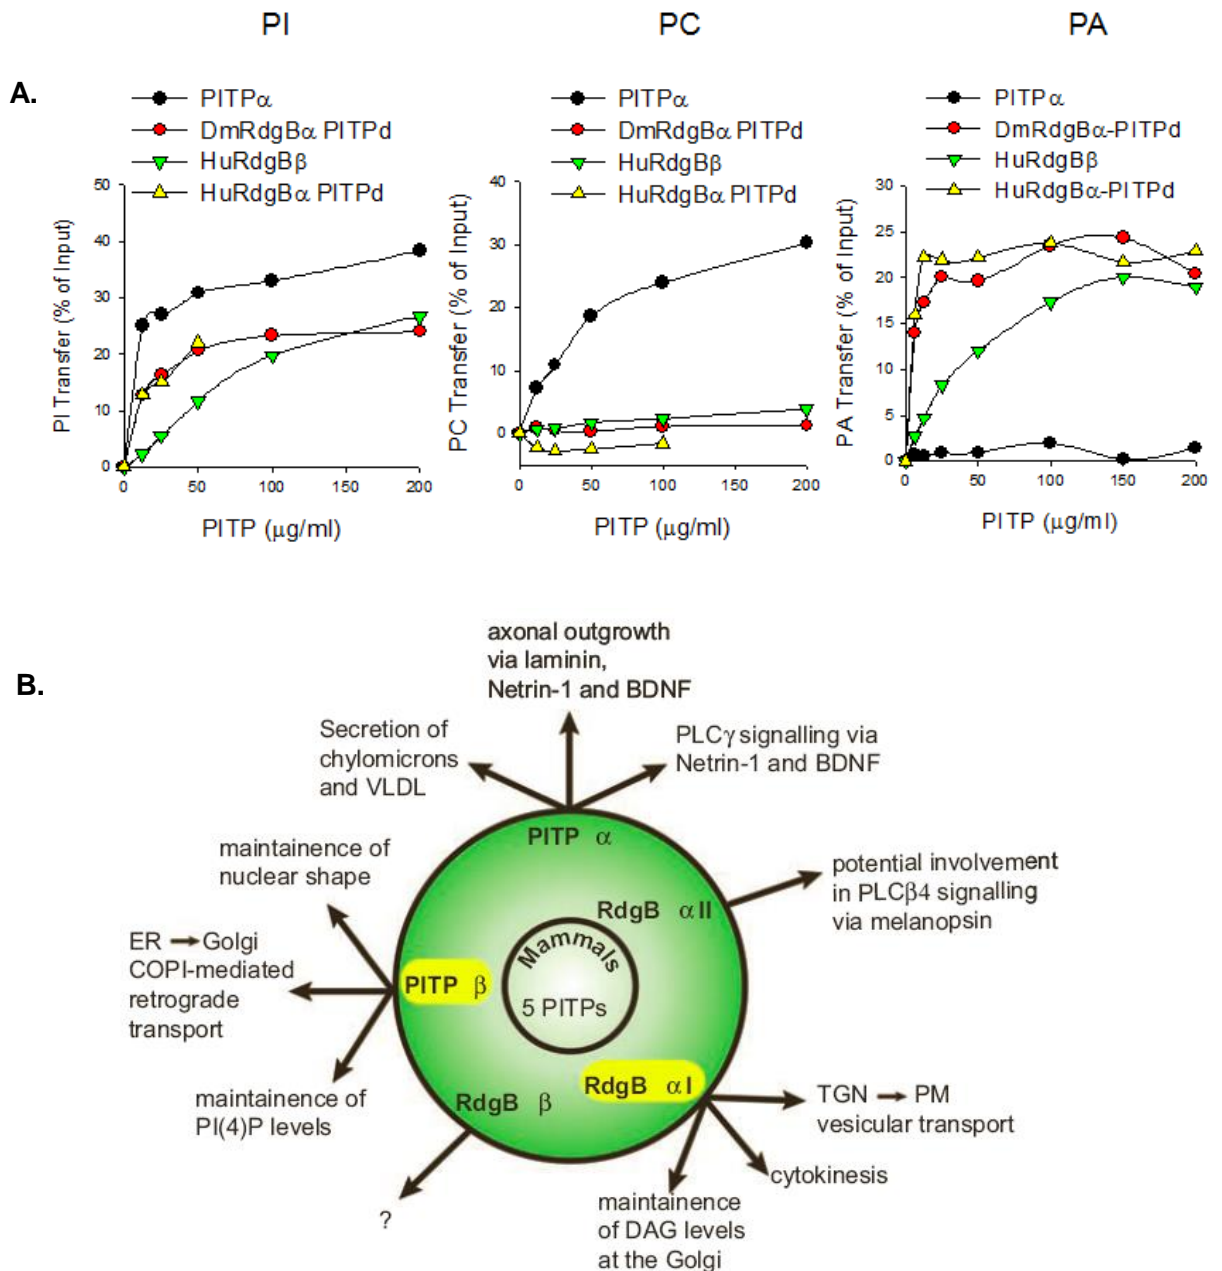 PI
PC
PA
A.
PITPα
DmRdgBα PITPd
HuRdgBβ
HuRdgBα PITPd
50
40
30
20
10
0
0
50
100
150
200
PI Transfer (% of Input)
PITP (μg/ml)
PITPα
DmRdgBα PITPd
HuRdgBβ
HuRdgBα PITPd
40
30
20
10
0
0
50
100
150
200
PC Transfer (% of Input)
PITP (μg/ml)
PITPα
DmRdgBα-PITPd
HuRdgBβ
HuRdgBα-PITPd
30
25
20
15
10
5
0
0
50
100
150
200
PA Transfer (% of Input)
PITP (μg/ml)
B.
axonal outgrowth
via laminin,
Netrin-1 and BDNF
Secretion of
chylomicrons
and VLDL
PLCγ signalling via
Netrin-1 and BDNF
maintainence of
nuclear shape
potential involvement
in PLCβ4 signalling
via melanopsin
ER → Golgi
COPI-mediated
retrograde
transport
maintainence of
PI(4)P levels
PITP α
RdgB αII
Mammals
5 PITPs
PITP β
RdgB αI
RdgB β
TGN → PM
vesicular transport
cytokinesis
maintainence
of DAG levels
at the Golgi
?